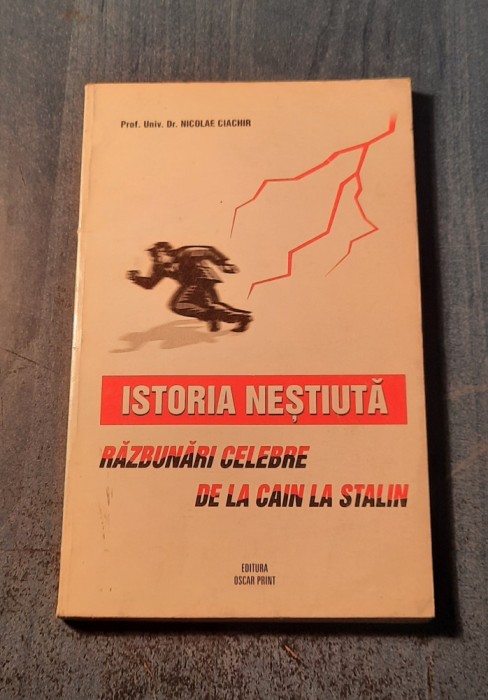 Prof. Univ. Dr. NICOLAE CIACHIR
ISTORIA NEȘTIUTĂ
RĂZBUNĂRI CELEBRE
DE LA CAIN LA STALIN
EDITURA
OSCAR PRINT